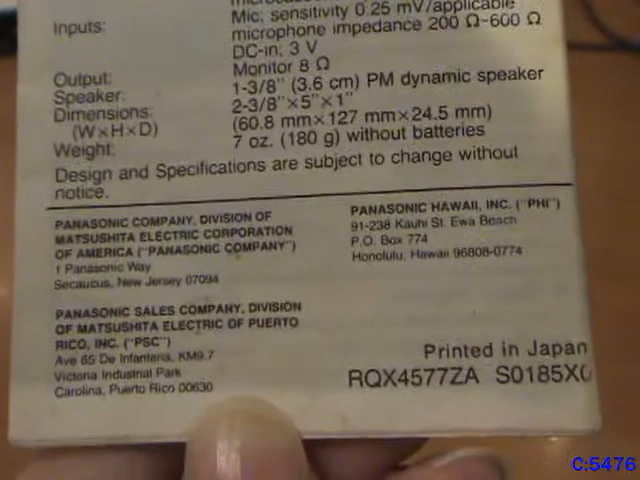 Inputs:
Mic; sensitivity 0.25 mV/applicable
microphone impedance 200 Ω-600 Ω
DC-in; 3 V
Output: Monitor 8 Ω
Speaker: 1-3/8" (3.6 cm) PM dynamic speaker
Dimensions: 2-3/8"×5"×1"
(W×H×D) (60.8 mm×127 mm×24.5 mm)
Weight: 7 oz. (180 g) without batteries
Design and Specifications are subject to change without
notice.
PANASONIC COMPANY, DIVISION OF
MATSUSHITA ELECTRIC CORPORATION
OF AMERICA ("PANASONIC COMPANY")
1 Panasonic Way
Secaucus, New Jersey 07094
PANASONIC HAWAII, INC. ("PHI")
91-238 Kauhi St. Ewa Beach
P.O. Box 774
Honolulu, Hawaii 96808-0774
PANASONIC SALES COMPANY, DIVISION
OF MATSUSHITA ELECTRIC OF PUERTO
RICO, INC. ("PSC")
Ave 65 De Infanteria, KM9.7
Victoria Industrial Park
Carolina, Puerto Rico 00630
Printed in Japan
RQX4577ZA S0185X0
C:5476